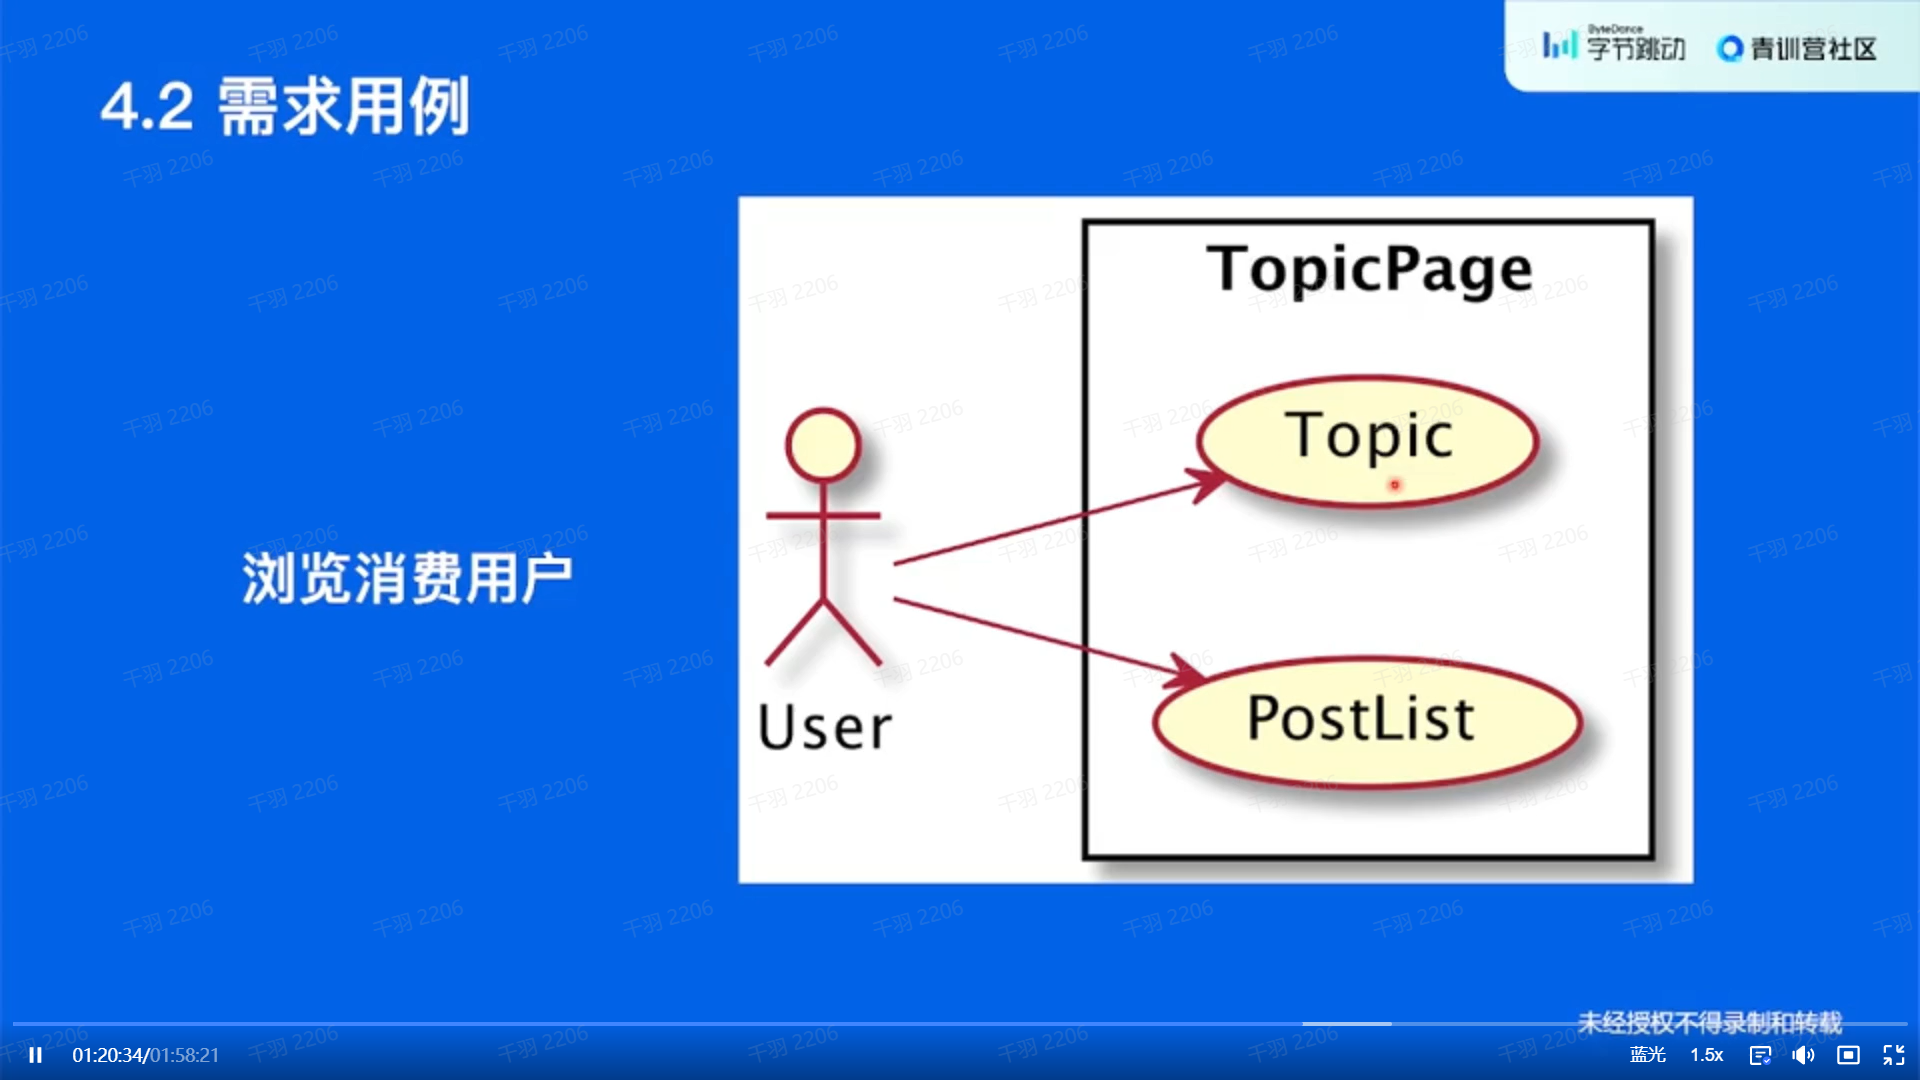 ByteDance
字节跳动 青训营社区
4.2 需求用例
TopicPage
Topic
浏览消费用户
PostList
User
千羽 2206
未经授权不得录制和转载
01:20:34/01:58:21
蓝光 1.5x